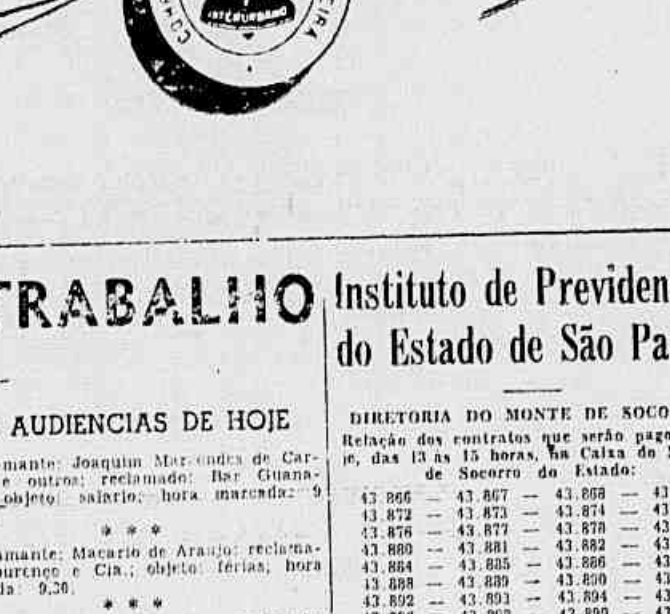 INTERURBANO
TRABALHO
AUDIENCIAS DE HOJE
mante: Joaquim de Car-
e outros; reclamado: Bar Guana-
objeto: salario; hora marcada: 9
* * *
amante: Macario de Araujo; reclama-
ourenço e Cia.; objeto: férias; hora
da: 9,30.
* * *
Instituto de Previden
do Estado de São Pa
DIRETORIA DO MONTE DE SOCO
Relação dos contratos que serão pago
je, das 13 às 15 horas, na Caixa do
de Socorro do Estado:
43.866 — 43.867 — 43.868 — 43
43.872 — 43.873 — 43.874 — 43
43.876 — 43.877 — 43.878 — 43
43.880 — 43.881 — 43.882 — 43
43.884 — 43.885 — 43.886 — 43
43.888 — 43.889 — 43.890 — 43
43.892 — 43.893 — 43.894 — 43